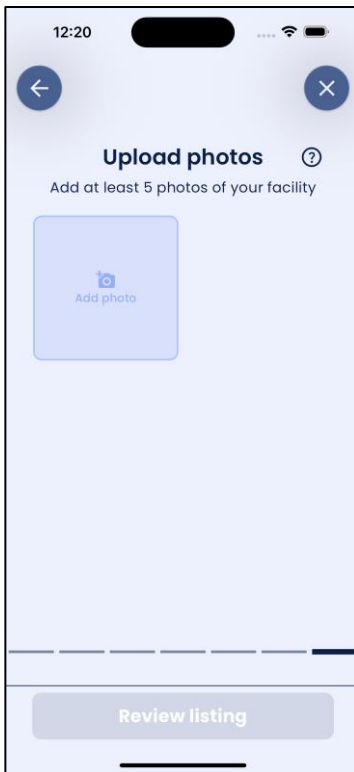 12:20
Upload photos
Add at least 5 photos of your facility
Add photo
Review listing